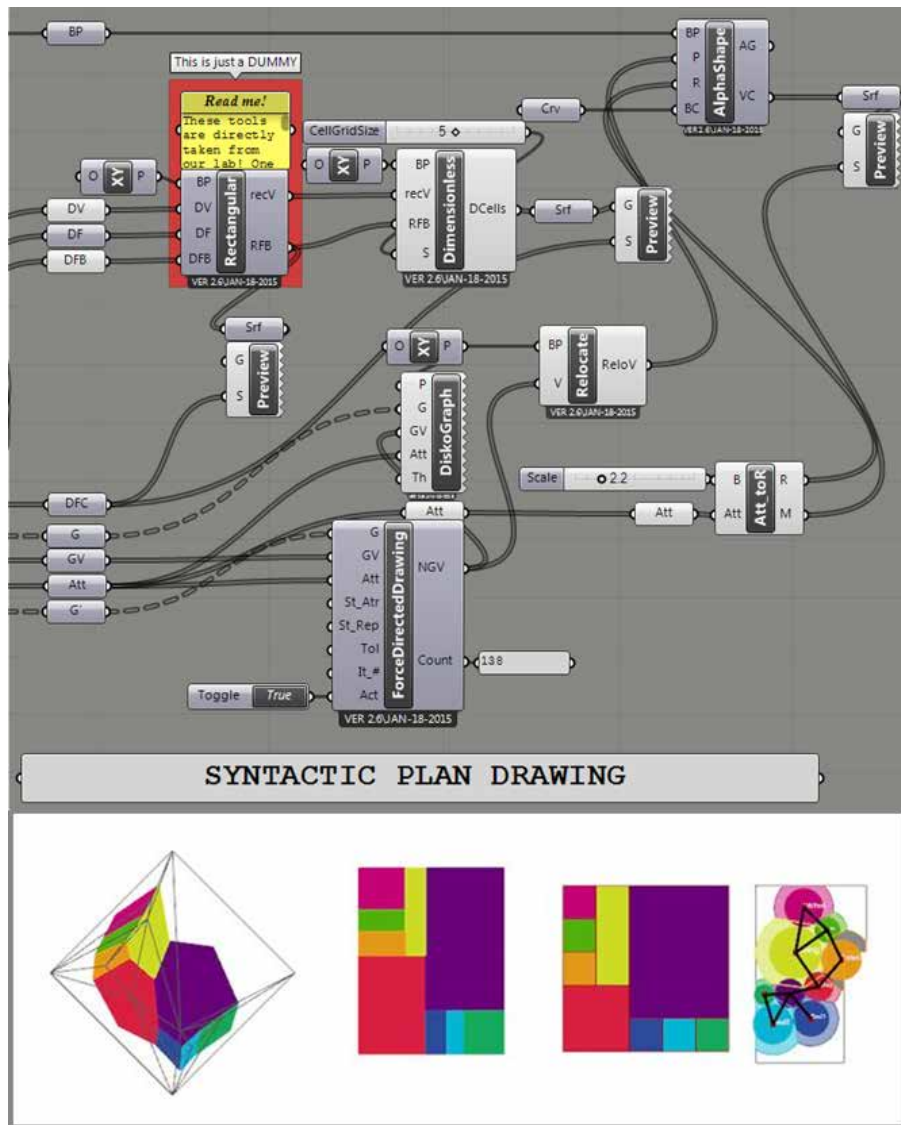 BP
This is just a DUMMY
Read me!
These tools
are directly
taken from
our lab! One
O XY P
DV
DF
DFB
BP
DV
DF
DFB
Rectangular
recV
RFB
VER 2.6\JAN-18-2015
CellGridSize 5
O XY P
BP
recV
RFB
S
Dimensionless
DCells
VER 2.6\JAN-18-2015
Crv
Srf
G
S
Preview
BP
P
R
BC
AlphaShape
AG
VC
VER 2.6\JAN-18-2015
Srf
G
S
Preview
Srf
G
S
Preview
O XY P
P
G
GV
Att
Th
DiskoGraph
BP
V
Relocate
ReloV
VER 2.6\JAN-18-2015
DFC
G
GV
Att
G'
Att
Scale 2.2
Att
B
Att
Att_toR
R
M
G
GV
Att
St_Atr
St_Rep
Tol
It_#
Act
ForceDirectedDrawing
NGV
Count
VER 2.6\JAN-18-2015
138
Toggle True
SYNTACTIC PLAN DRAWING